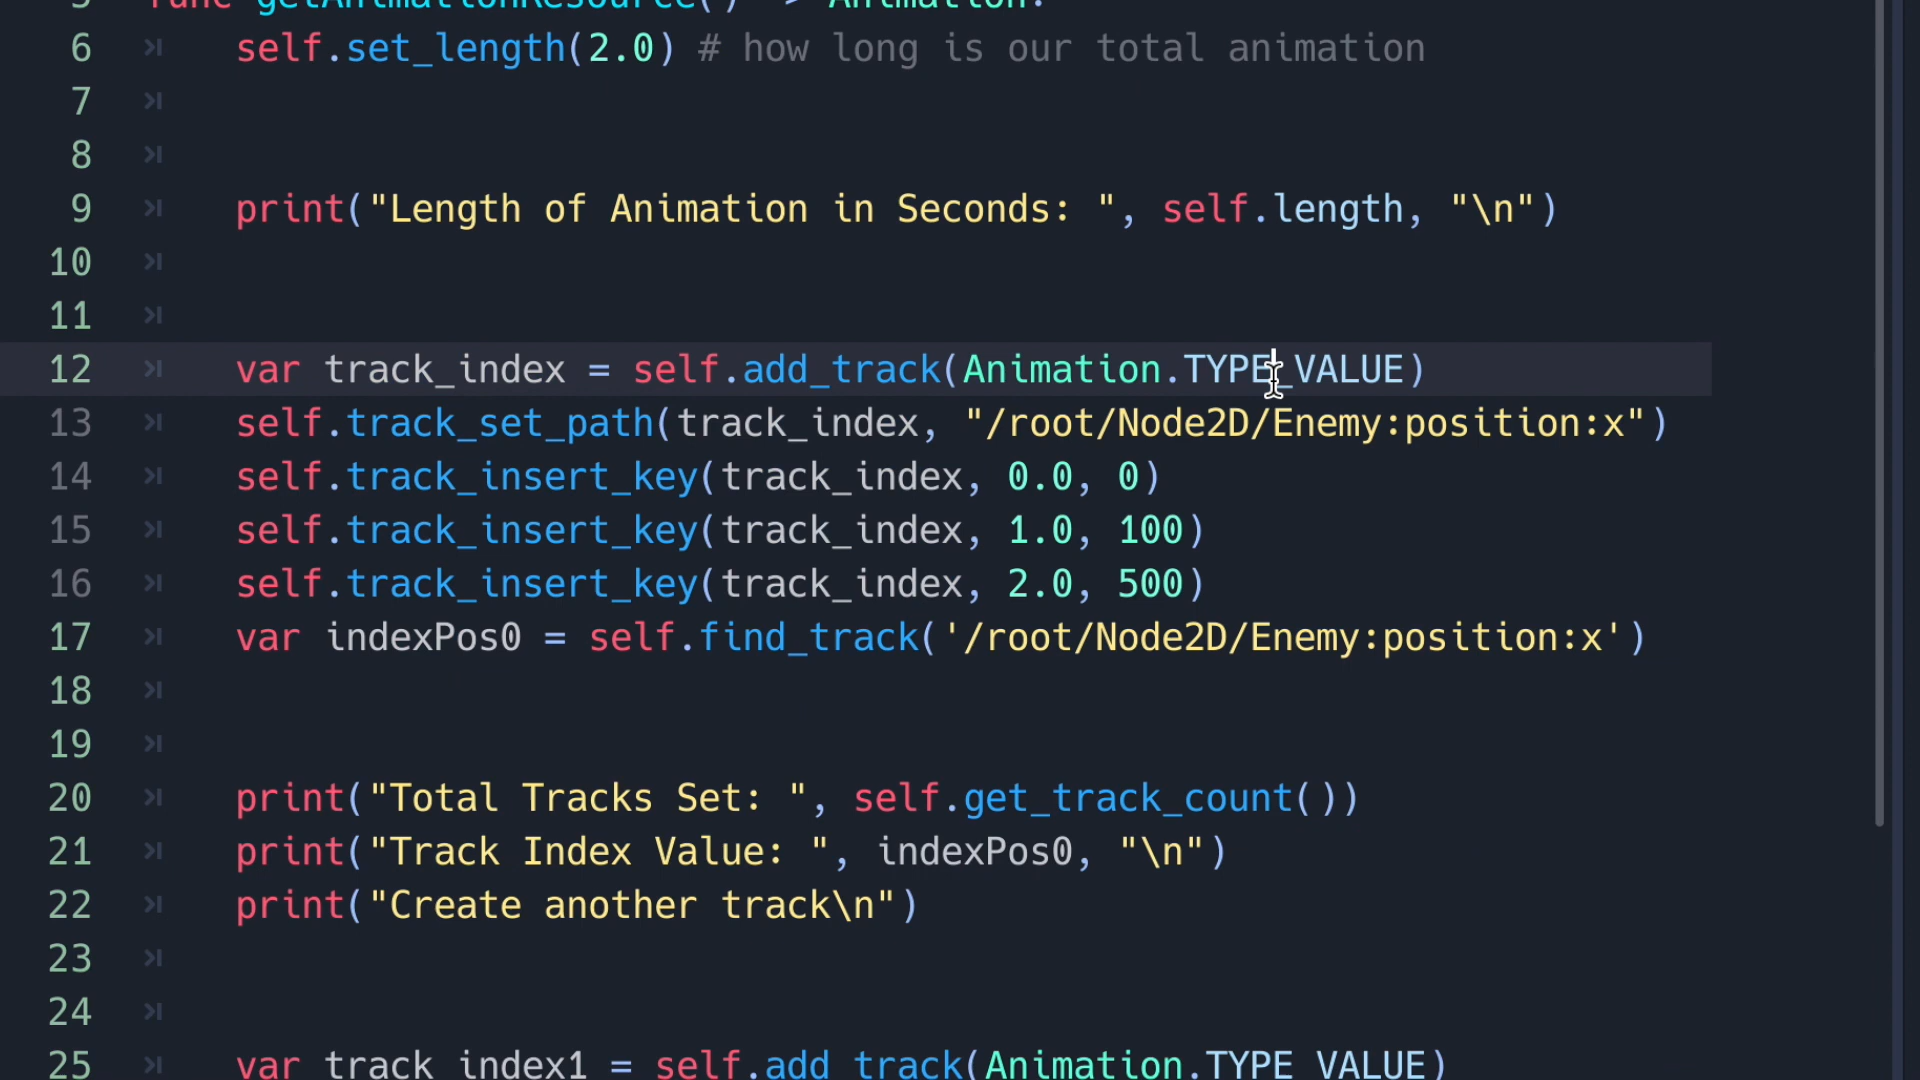 5 func getAnimationResource() -> Animation:
6 self.set_length(2.0) # how long is our total animation
7
8
9 print("Length of Animation in Seconds: ", self.length, "\n")
10
11
12 var track_index = self.add_track(Animation.TYPE_VALUE)
13 self.track_set_path(track_index, "/root/Node2D/Enemy:position:x")
14 self.track_insert_key(track_index, 0.0, 0)
15 self.track_insert_key(track_index, 1.0, 100)
16 self.track_insert_key(track_index, 2.0, 500)
17 var indexPos0 = self.find_track('/root/Node2D/Enemy:position:x')
18
19
20 print("Total Tracks Set: ", self.get_track_count())
21 print("Track Index Value: ", indexPos0, "\n")
22 print("Create another track\n")
23
24
25 var track_index1 = self.add_track(Animation.TYPE_VALUE)